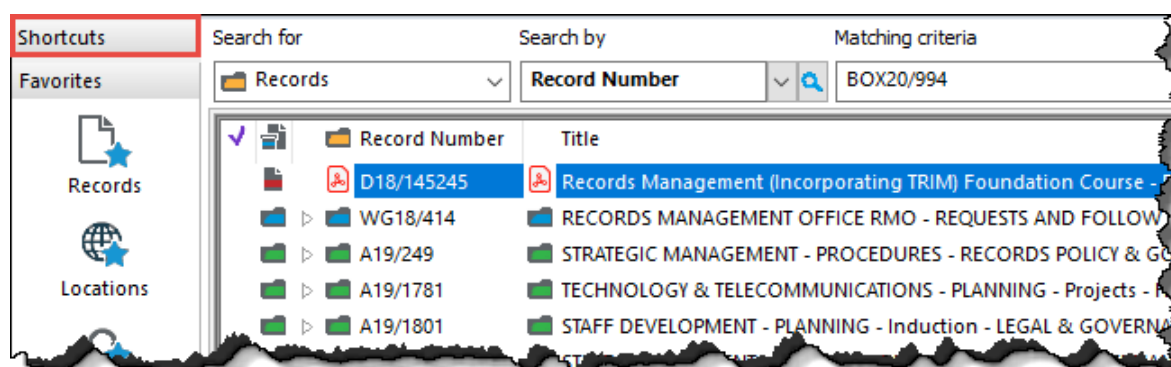 Shortcuts
Search for
Search by
Matching criteria
Favorites
Records
Record Number
BOX20/994
Record Number
Title
D18/145245
Records Management (Incorporating TRIM) Foundation Course -
Records
WG18/414
RECORDS MANAGEMENT OFFICE RMO - REQUESTS AND FOLLOW
A19/249
STRATEGIC MANAGEMENT - PROCEDURES - RECORDS POLICY &
Locations
A19/1781
TECHNOLOGY & TELECOMMUNICATIONS - PLANNING - Projects -
A19/1801
STAFF DEVELOPMENT - PLANNING - Induction - LEGAL & GOVERNA